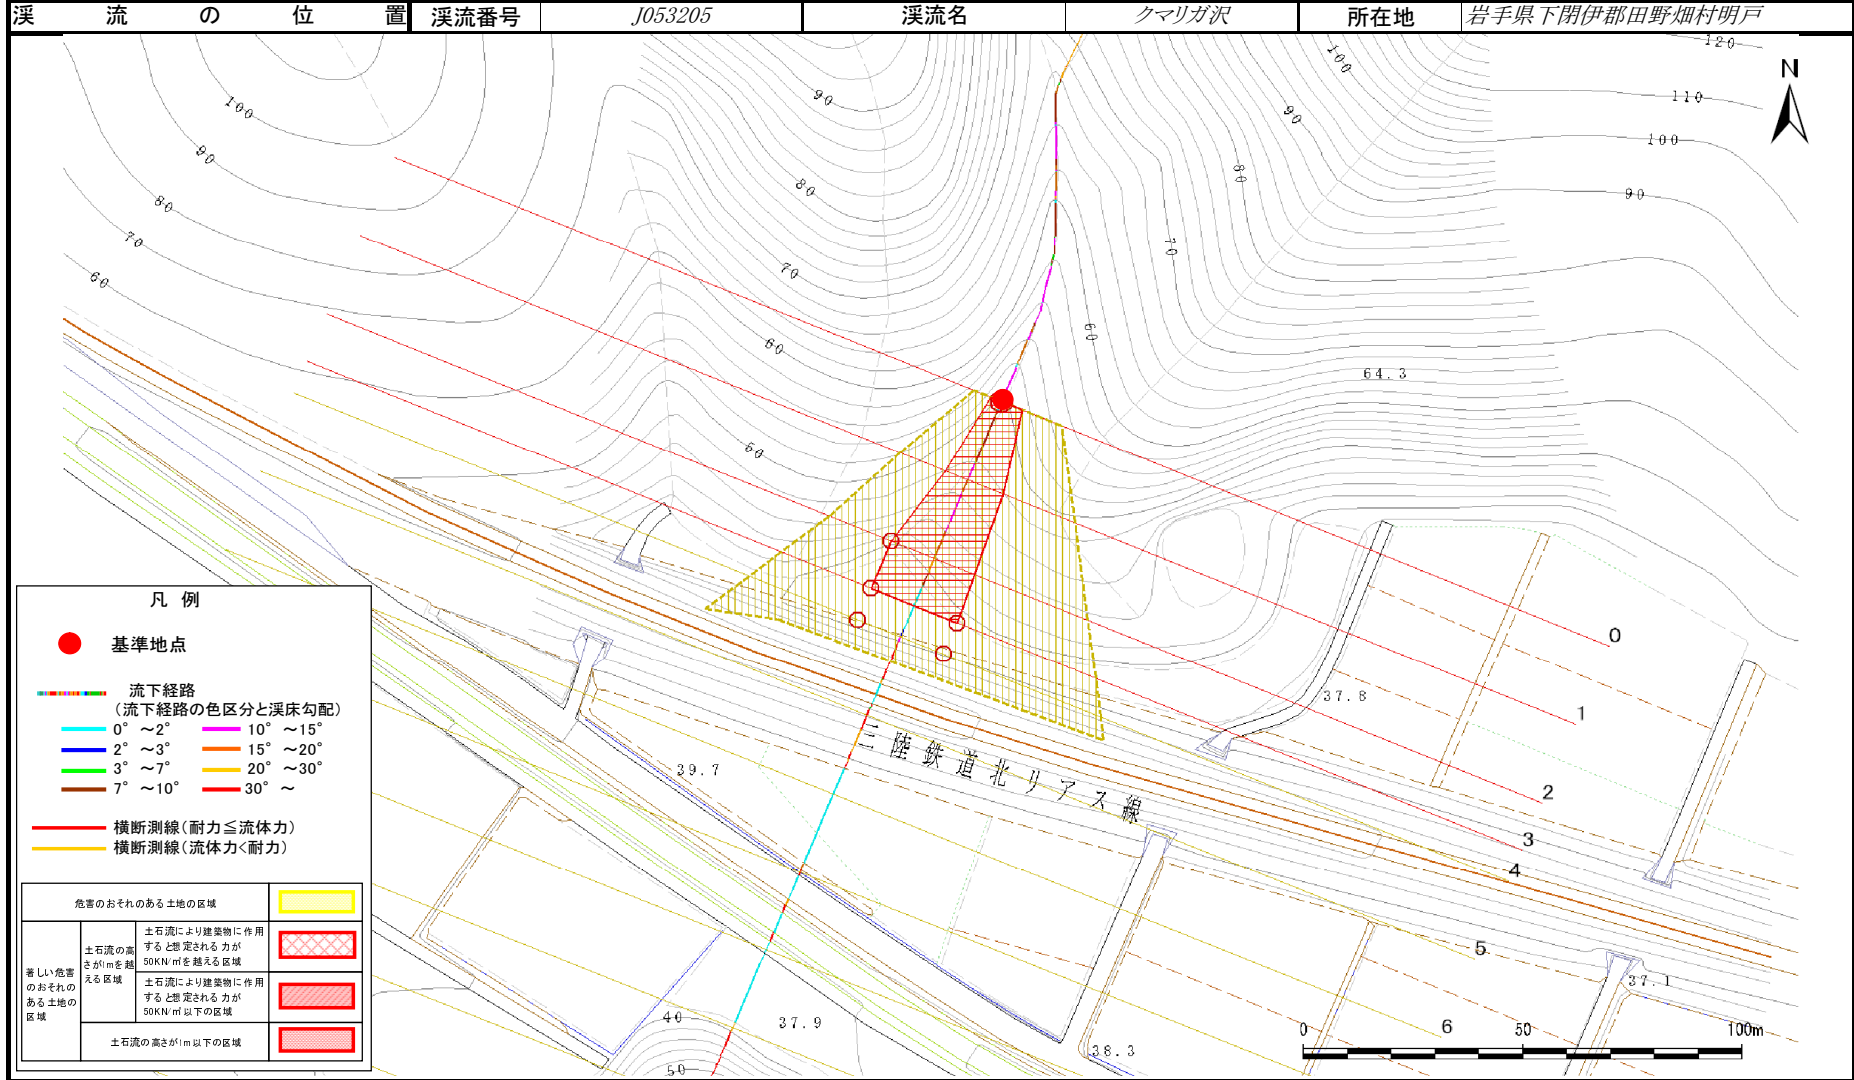 渓流の位置 渓流番号 J053205 渓流名 クマリガ沢 所在地 岩手県下閉伊郡田野畑村明戸
120
100
90
110
N
100
90
100
90
80
80
90
80
70
70
70
60
60
60
64.3
50
凡 例
基準地点
流下経路
(流下経路の色区分と渓床勾配)
0° ～2° 10° ～15°
2° ～3° 15° ～20°
3° ～7° 20° ～30°
7° ～10° 30° ～
横断測線(耐力≦流体力)
横断測線(流体力<耐力)
危害のおそれのある土地の区域
著しい危害のおそれのある土地の区域
土石流の高さが1mを越える区域
土石流により建築物に作用すると想定される力が50KN/㎡を越える区域
土石流により建築物に作用すると想定される力が50KN/㎡以下の区域
土石流の高さが1m以下の区域
0
37.8
1
三陸鉄道北リアス線
39.7
2
3
4
5
37.1
40
37.9
6
38.3
50
0 50 100m